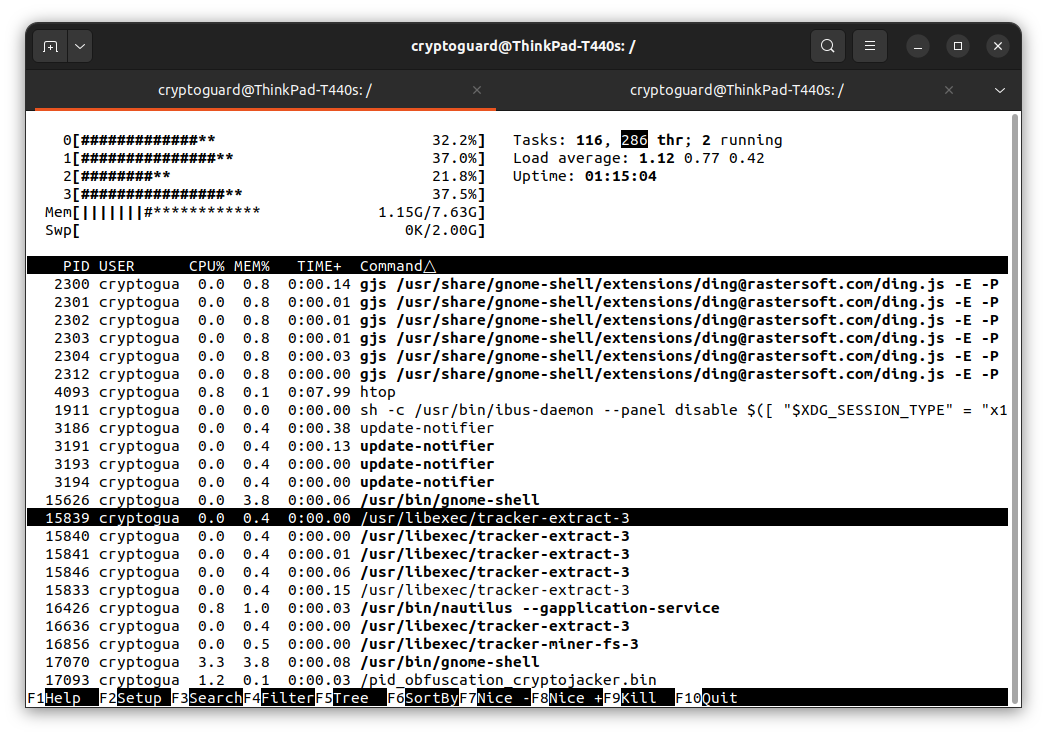 cryptoguard@ThinkPad-T440s: /
cryptoguard@ThinkPad-T440s: /
cryptoguard@ThinkPad-T440s: /
0[#############** 32.2%] Tasks: 116, 286 thr; 2 running
1[###############** 37.0%] Load average: 1.12 0.77 0.42
2[########** 21.8%] Uptime: 01:15:04
3[################** 37.5%]
Mem[|||||||#************ 1.15G/7.63G]
Swp[ 0K/2.00G]
PID USER CPU% MEM% TIME+ Command△
2300 cryptogua 0.0 0.8 0:00.14 gjs /usr/share/gnome-shell/extensions/ding@rastersoft.com/ding.js -E -P
2301 cryptogua 0.0 0.8 0:00.01 gjs /usr/share/gnome-shell/extensions/ding@rastersoft.com/ding.js -E -P
2302 cryptogua 0.0 0.8 0:00.01 gjs /usr/share/gnome-shell/extensions/ding@rastersoft.com/ding.js -E -P
2303 cryptogua 0.0 0.8 0:00.01 gjs /usr/share/gnome-shell/extensions/ding@rastersoft.com/ding.js -E -P
2304 cryptogua 0.0 0.8 0:00.03 gjs /usr/share/gnome-shell/extensions/ding@rastersoft.com/ding.js -E -P
2312 cryptogua 0.0 0.8 0:00.00 gjs /usr/share/gnome-shell/extensions/ding@rastersoft.com/ding.js -E -P
4093 cryptogua 0.8 0.1 0:07.99 htop
1911 cryptogua 0.0 0.0 0:00.00 sh -c /usr/bin/ibus-daemon --panel disable $([ "$XDG_SESSION_TYPE" = "x1
3186 cryptogua 0.0 0.4 0:00.38 update-notifier
3191 cryptogua 0.0 0.4 0:00.13 update-notifier
3193 cryptogua 0.0 0.4 0:00.00 update-notifier
3194 cryptogua 0.0 0.4 0:00.00 update-notifier
15626 cryptogua 0.0 3.8 0:00.06 /usr/bin/gnome-shell
15839 cryptogua 0.0 0.4 0:00.00 /usr/libexec/tracker-extract-3
15840 cryptogua 0.0 0.4 0:00.00 /usr/libexec/tracker-extract-3
15841 cryptogua 0.0 0.4 0:00.01 /usr/libexec/tracker-extract-3
15846 cryptogua 0.0 0.4 0:00.06 /usr/libexec/tracker-extract-3
15833 cryptogua 0.0 0.4 0:00.15 /usr/libexec/tracker-extract-3
16426 cryptogua 0.8 1.0 0:00.03 /usr/bin/nautilus --gapplication-service
16636 cryptogua 0.0 0.4 0:00.00 /usr/libexec/tracker-extract-3
16856 cryptogua 0.0 0.5 0:00.00 /usr/libexec/tracker-miner-fs-3
17070 cryptogua 3.3 3.8 0:00.08 /usr/bin/gnome-shell
17093 cryptogua 1.2 0.1 0:00.03 /pid_obfuscation_cryptojacker.bin
F1Help F2Setup F3SearchF4FilterF5Tree F6SortByF7Nice -F8Nice +F9Kill F10Quit